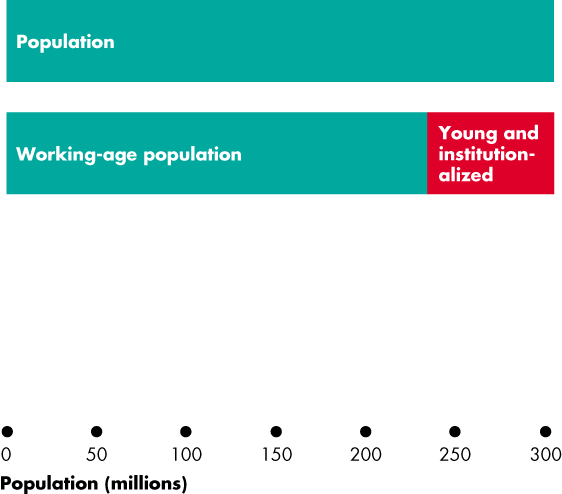 Population
Working-age population
Young and
institution-
alized
0 50 100 150 200 250 300
Population (millions)